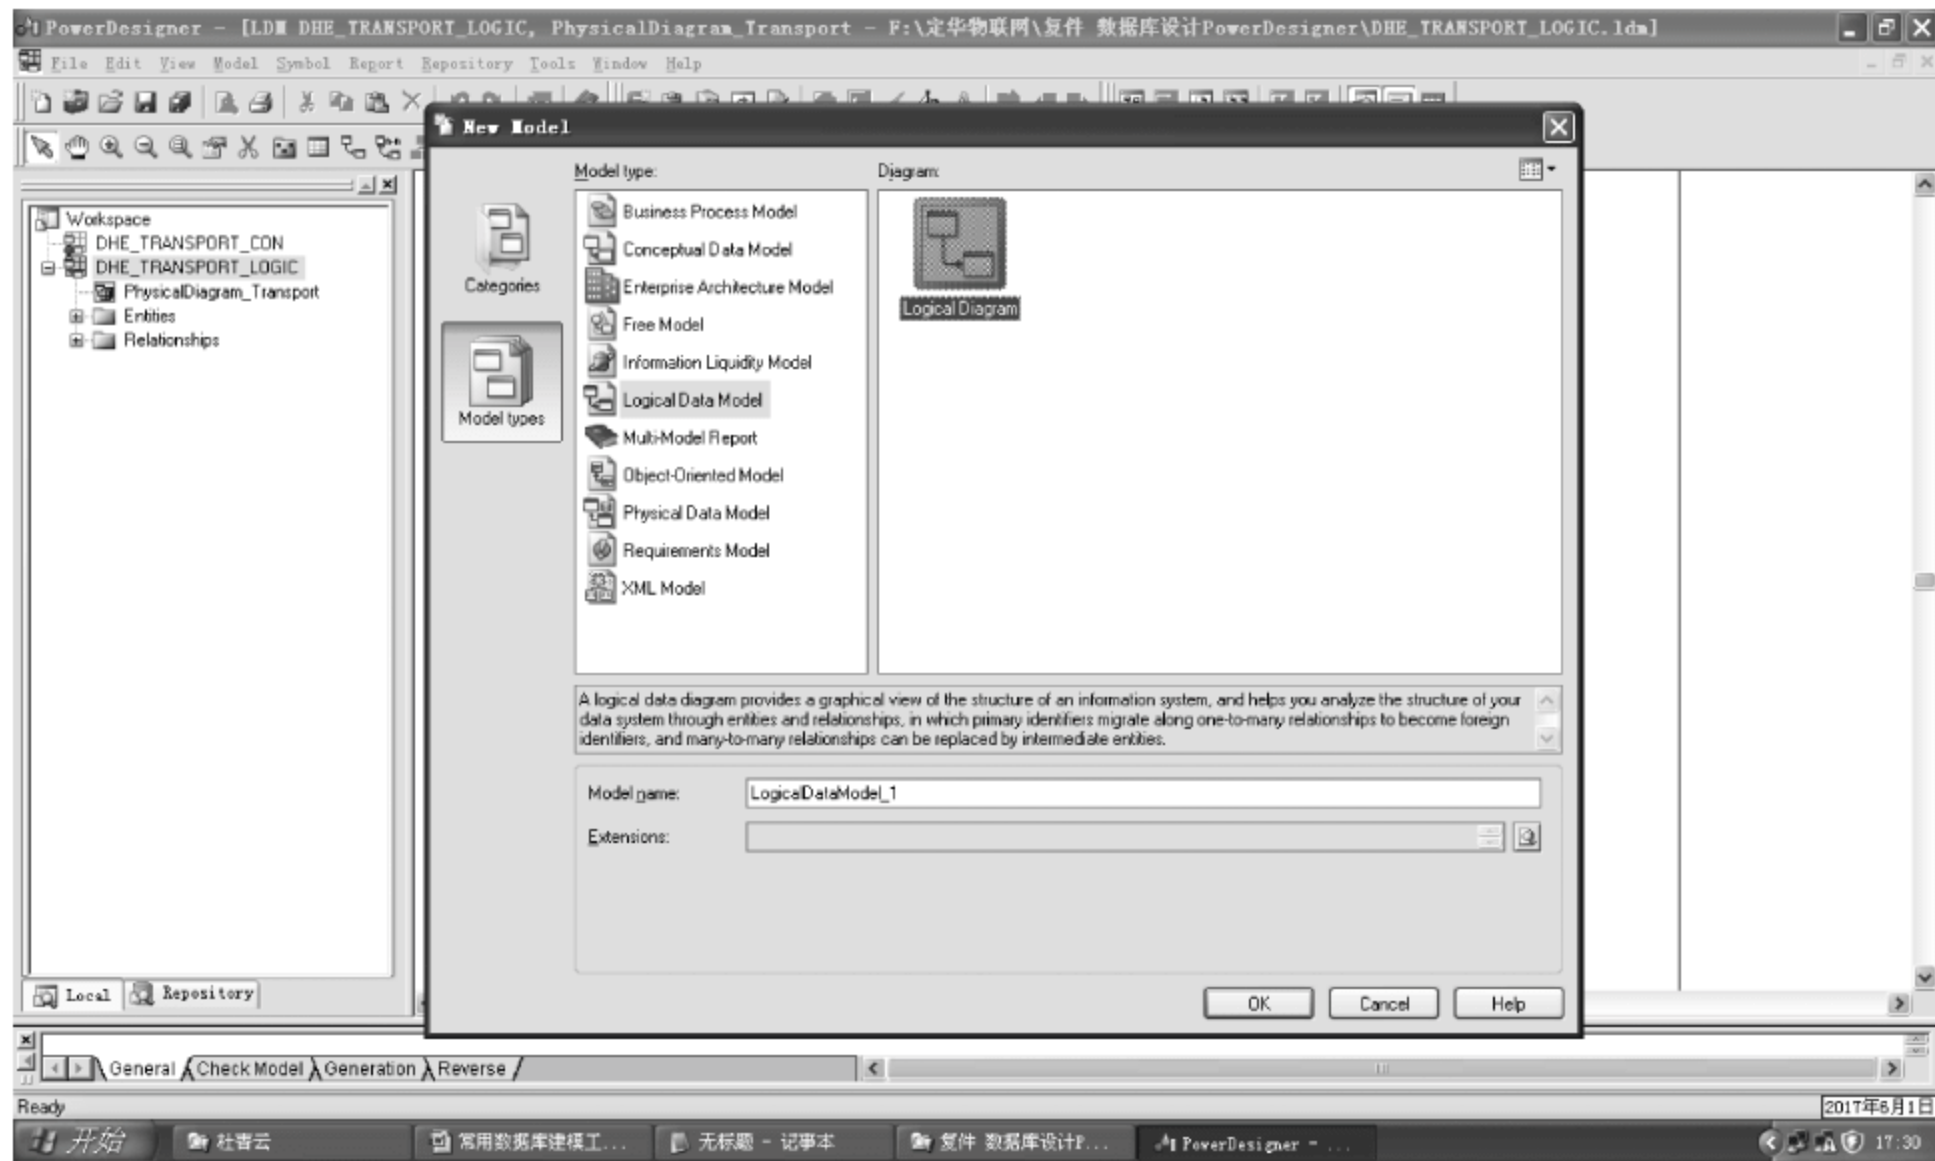 PowerDesigner - [LDM DHE_TRANSPORT_LOGIC, PhysicalDiagram_Transport - F:\定华物联网\复件 数据库设计PowerDesigner\DHE_TRANSPORT_LOGIC.ldm]
File Edit View Model Symbol Report Repository Tools Window Help
New Model
Model type:
Diagram:
Workspace
DHE_TRANSPORT_CON
DHE_TRANSPORT_LOGIC
PhysicalDiagram_Transport
Entities
Relationships
Categories
Model types
Business Process Model
Conceptual Data Model
Enterprise Architecture Model
Free Model
Information Liquidity Model
Logical Data Model
Multi-Model Report
Object-Oriented Model
Physical Data Model
Requirements Model
XML Model
Logical Diagram
A logical data diagram provides a graphical view of the structure of an information system, and helps you analyze the structure of your
data system through entities and relationships, in which primary identifiers migrate along one-to-many relationships to become foreign
identifiers, and many-to-many relationships can be replaced by intermediate entities.
Model name: LogicalDataModel_1
Extensions:
OK Cancel Help
Local Repository
General Check Model Generation Reverse
Ready
2017年6月1日
开始 杜杳云 常用数据库建模工... 无标题 - 记事本 复件 数据库设计P... PowerDesigner - ... 17:30